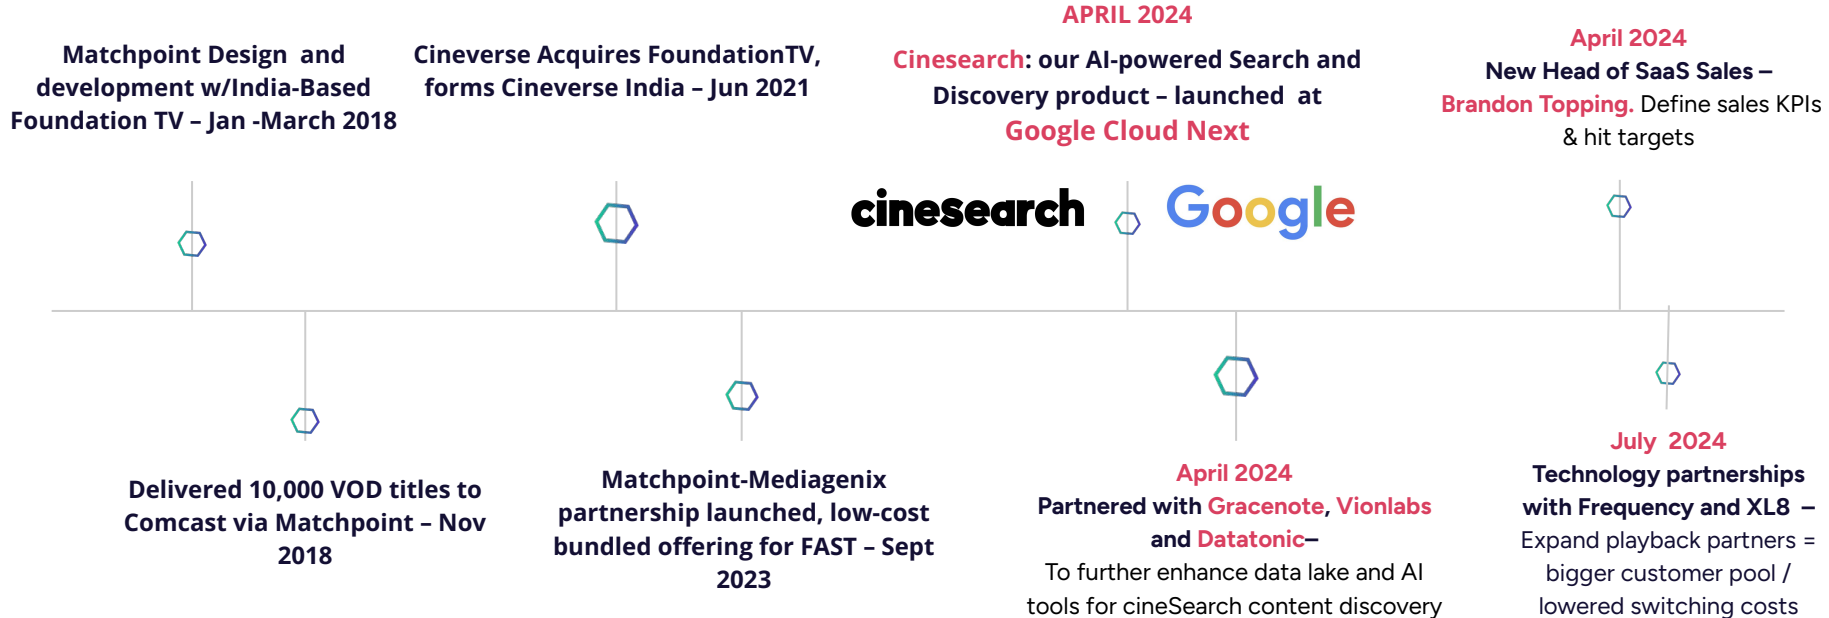 Matchpoint Design and
development w/India-Based
Foundation TV – Jan -March 2018
Cineverse Acquires FoundationTV,
forms Cineverse India – Jun 2021
APRIL 2024
Cinesearch: our AI-powered Search and
Discovery product – launched at
Google Cloud Next
April 2024
New Head of SaaS Sales –
Brandon Topping. Define sales KPIs
& hit targets
cinesearch
Google
Delivered 10,000 VOD titles to
Comcast via Matchpoint – Nov
2018
Matchpoint-Mediagenix
partnership launched, low-cost
bundled offering for FAST – Sept
2023
April 2024
Partnered with Gracenote, Vionlabs
and Datatonic–
To further enhance data lake and AI
tools for cineSearch content discovery
July 2024
Technology partnerships
with Frequency and XL8 –
Expand playback partners =
bigger customer pool /
lowered switching costs